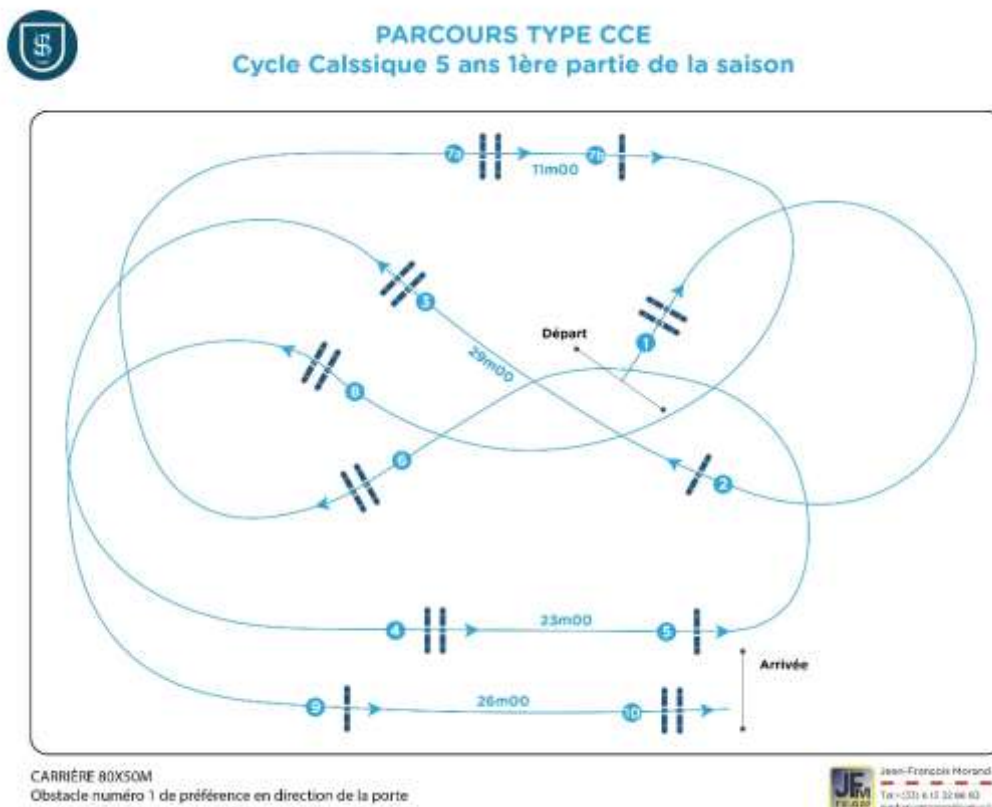 PARCOURS TYPE CCE
Cycle Calssique 5 ans 1ère partie de la saison
7a
7b
11m00
3
Départ
1
29m00
8
6
2
4
23m00
5
Arrivée
9
26m00
10
CARRIÈRE 80X50M
Obstacle numéro 1 de préférence en direction de la porte
JFM
Jean-François Morand